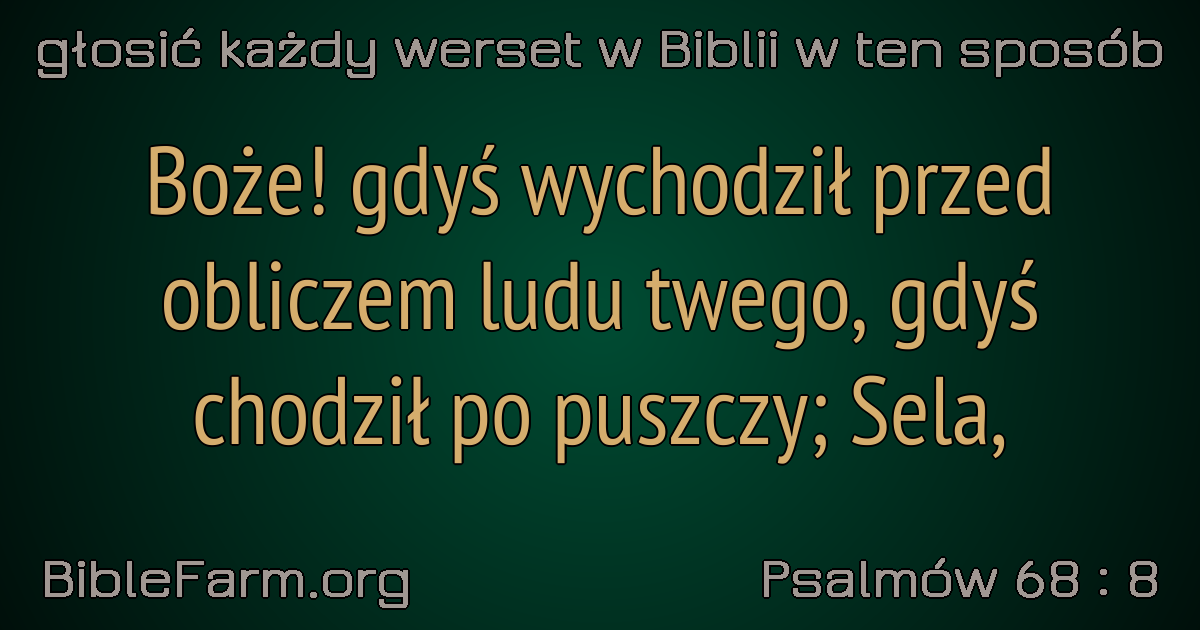 głosić każdy werset w Biblii w ten sposób
Boże! gdyś wychodził przed
obliczem ludu twego, gdyś
chodził po puszczy; Sela,
BibleFarm.org
Psalmów 68 : 8